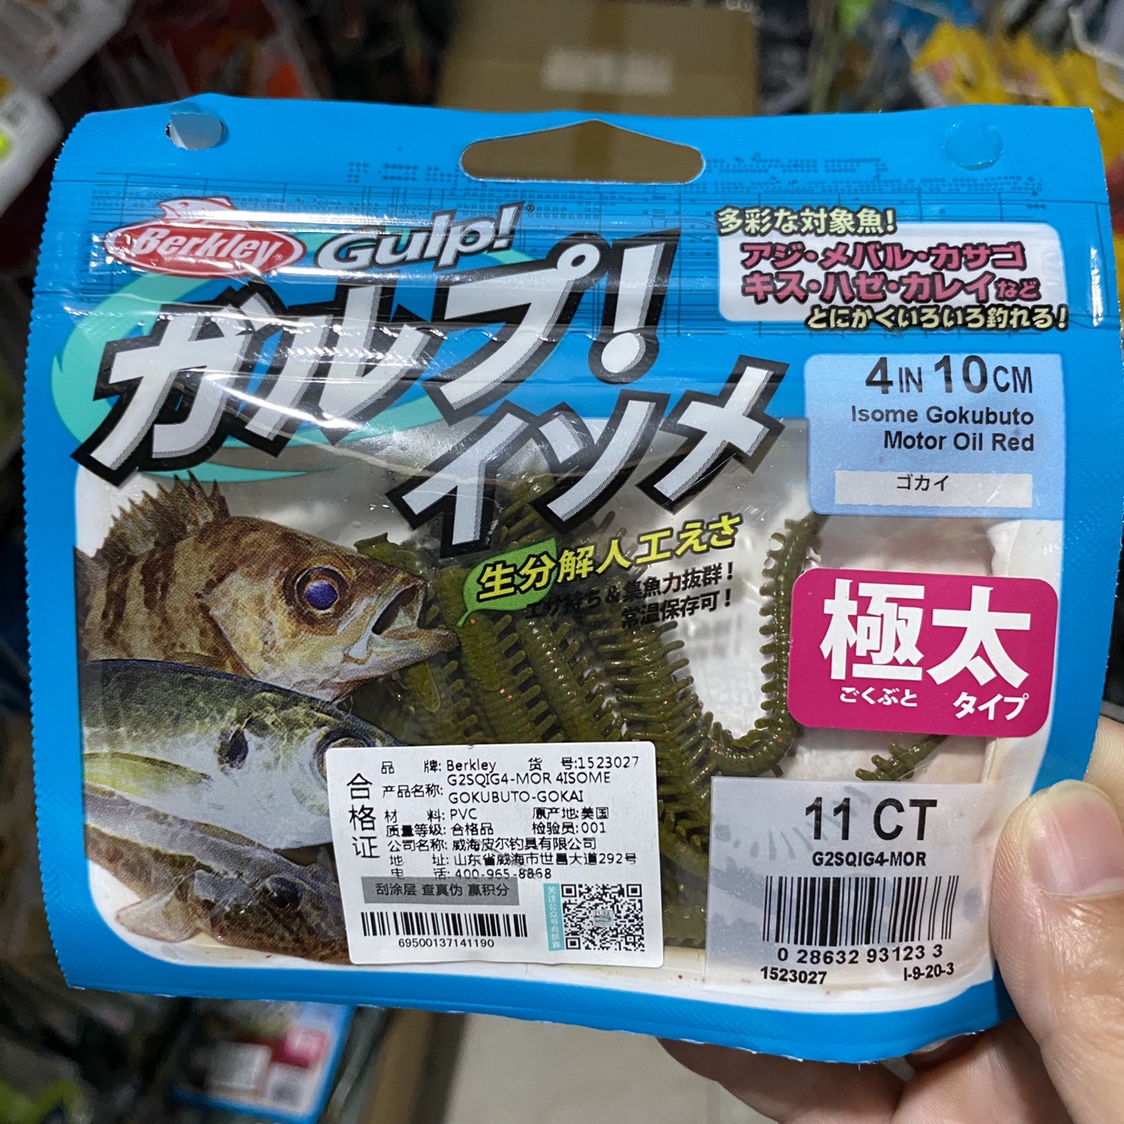 Berkley
Gulp!
ガルプ!
イソメ
多彩な対象魚!
アジ・メバル・カサゴ
キス・ハゼ・カレイなど
とにかくいろいろ釣れる!
4IN 10CM
Isome Gokubuto
Motor Oil Red
ゴカイ
生分解人工えさ
エサ持ち&集魚力抜群!
常温保存可!
極太
ごくぶと タイプ
合格证
品 牌: Berkley 货 号:1523027
产品名称: G2SQIG4-MOR 4ISOME
GOKUBUTO-GOKAI
材 料: PVC 原产地:美国
质量等级: 合格品 检验员:001
公司名称: 威海皮尔钓具有限公司
地 址: 山东省威海市世昌大道292号
电 话: 400-965-8868
刮涂层 查真伪 赢积分
69500137141190
11 CT
G2SQIG4-MOR
0 28632 93123 3
1523027 I-9-20-3